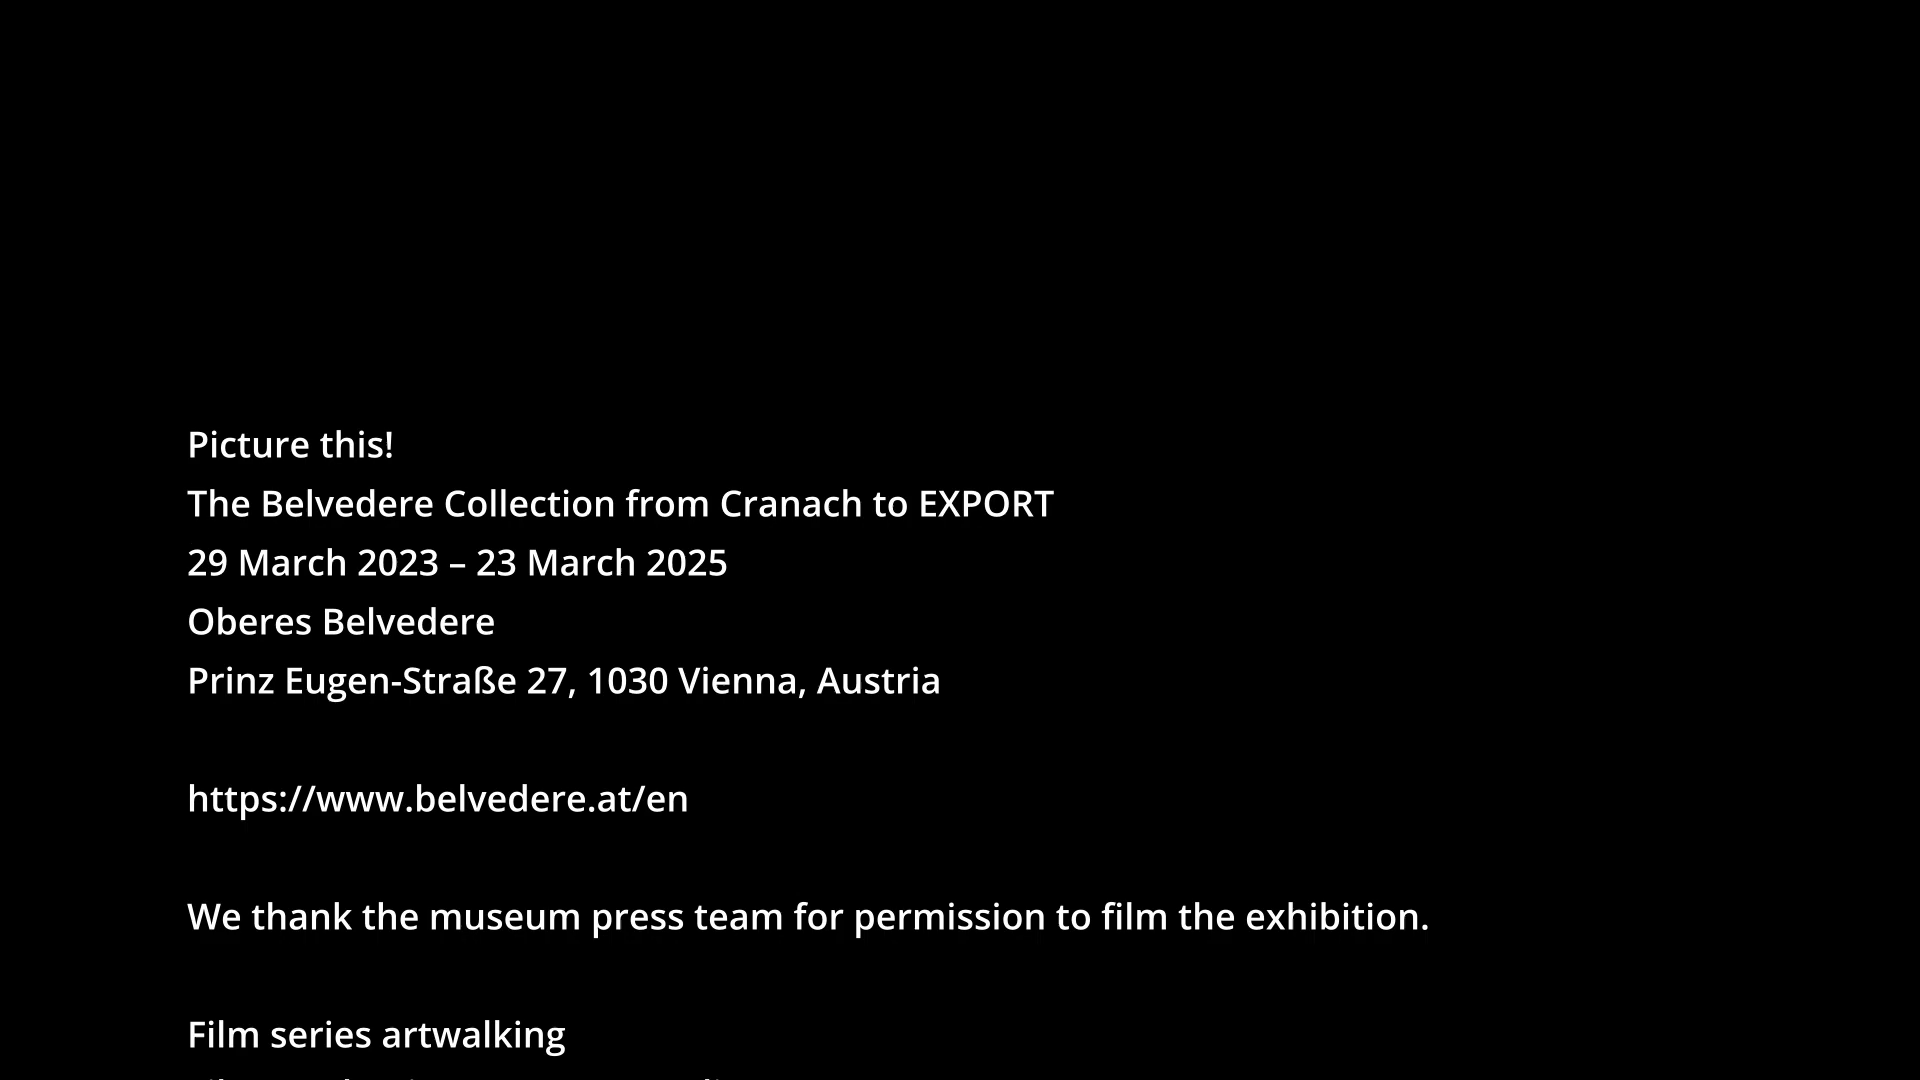 Picture this!
The Belvedere Collection from Cranach to EXPORT
29 March 2023 – 23 March 2025
Oberes Belvedere
Prinz Eugen-Straße 27, 1030 Vienna, Austria
https://www.belvedere.at/en
We thank the museum press team for permission to film the exhibition.
Film series artwalking